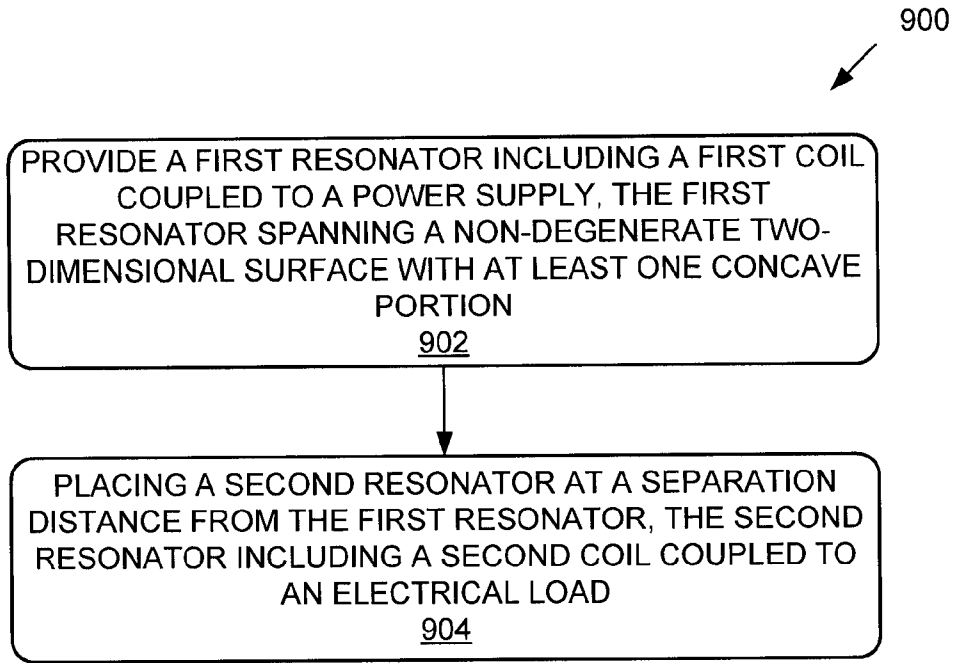 900
PROVIDE A FIRST RESONATOR INCLUDING A FIRST COIL
COUPLED TO A POWER SUPPLY, THE FIRST
RESONATOR SPANNING A NON-DEGENERATE TWO-
DIMENSIONAL SURFACE WITH AT LEAST ONE CONCAVE
PORTION
902
PLACING A SECOND RESONATOR AT A SEPARATION
DISTANCE FROM THE FIRST RESONATOR, THE SECOND
RESONATOR INCLUDING A SECOND COIL COUPLED TO
AN ELECTRICAL LOAD
904